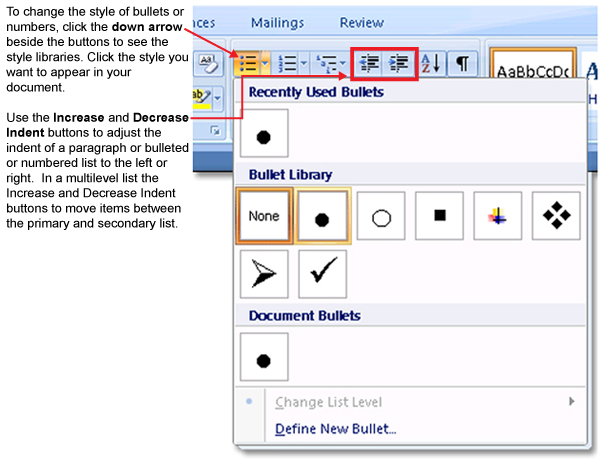 To change the style of bullets or
numbers, click the down arrow
beside the buttons to see the
style libraries. Click the style you
want to appear in your
document.
Use the Increase and Decrease
Indent buttons to adjust the
indent of a paragraph or bulleted
or numbered list to the left or
right. In a multilevel list the
Increase and Decrease Indent
buttons to move items between
the primary and secondary list.
nces Mailings Review
AaBbCcDc
Recently Used Bullets
Bullet Library
None
Document Bullets
Change List Level
Define New Bullet...